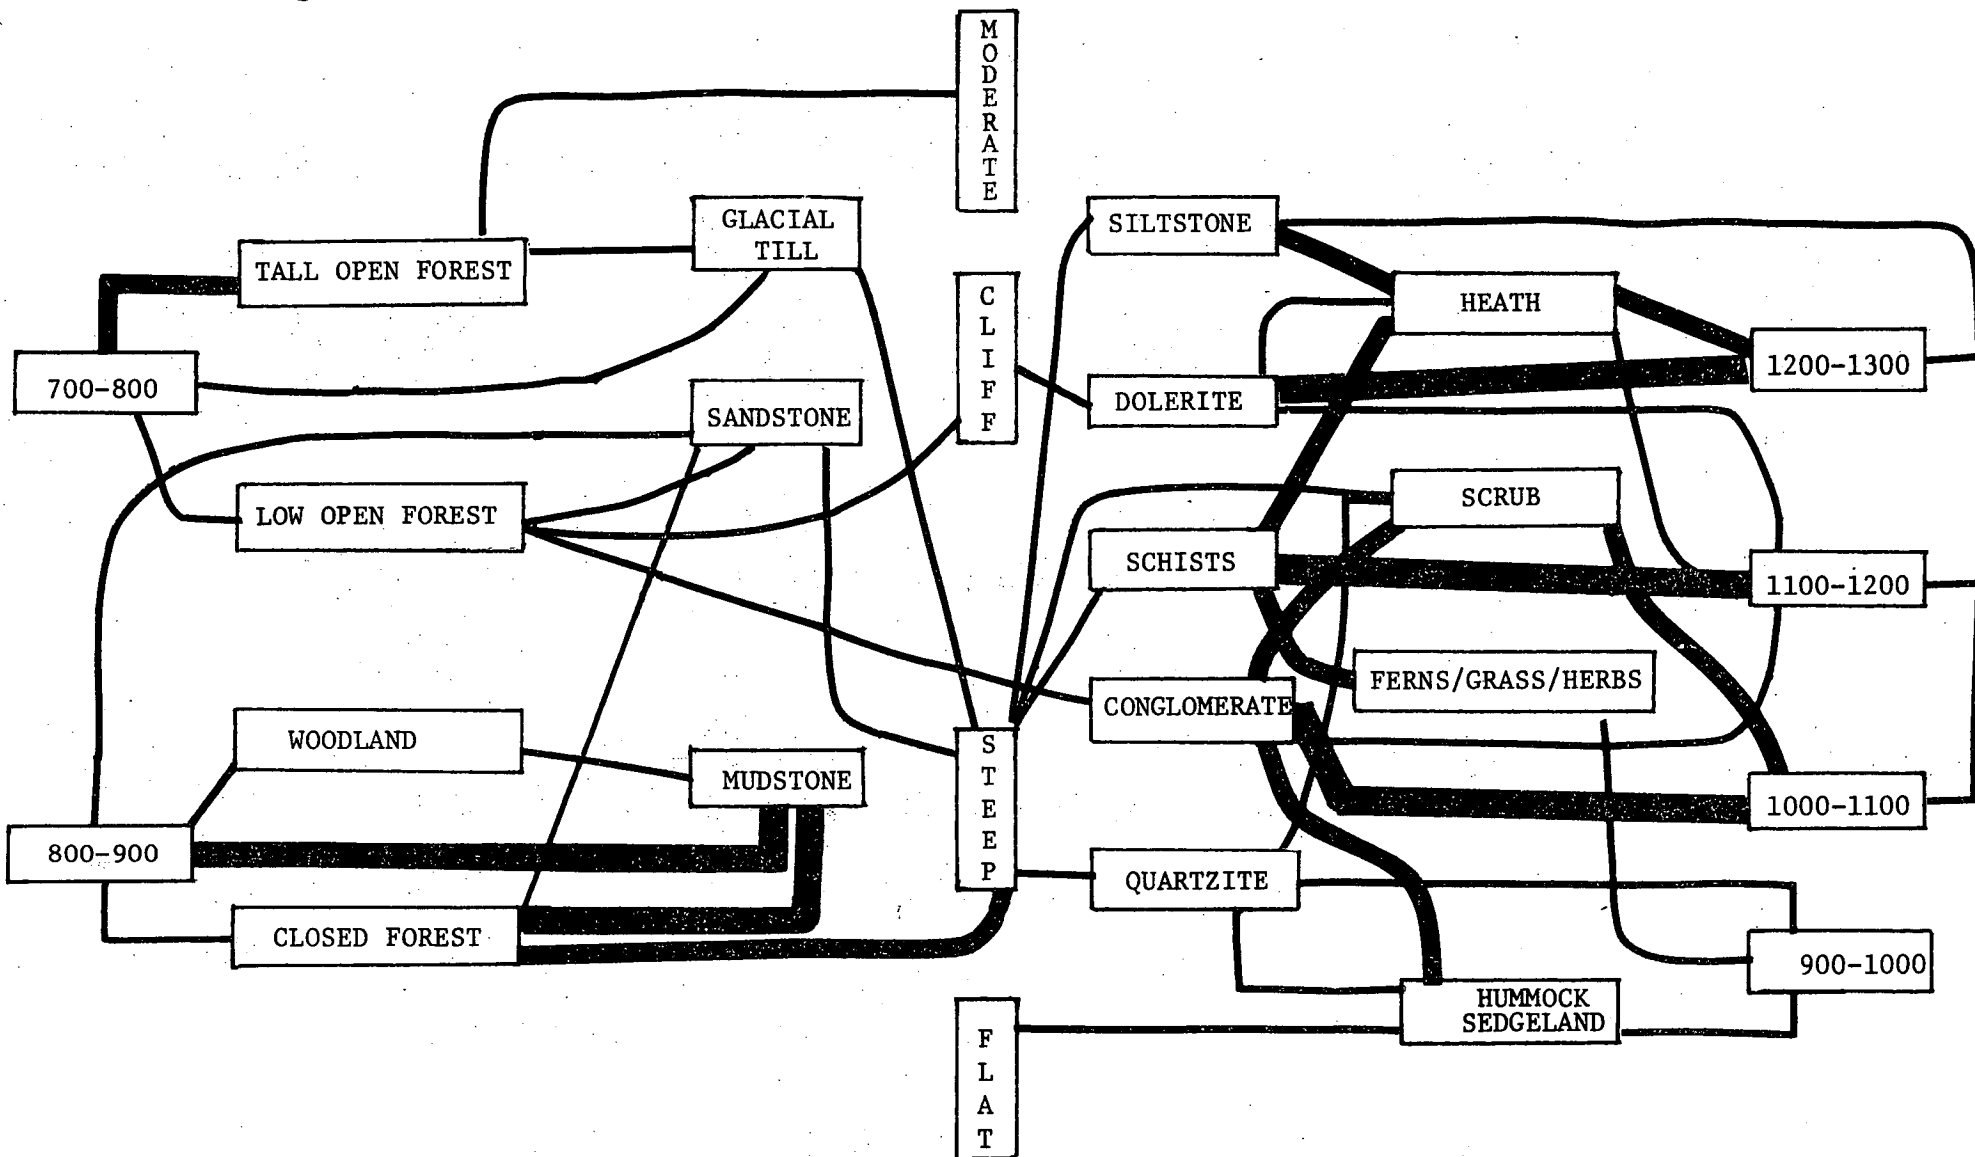 MODERATE
GLACIAL
TILL
TALL OPEN FOREST
SILTSTONE
CLIFF
HEATH
1200-1300
700-800
DOLERITE
SANDSTONE
SCRUB
LOW OPEN FOREST
SCHISTS
1100-1200
FERNS/GRASS/HERBS
CONGLOMERATE
WOODLAND
STEEP
MUDSTONE
1000-1100
800-900
QUARTZITE
CLOSED FOREST
900-1000
HUMMOCK
SEDGELAND
FLAT